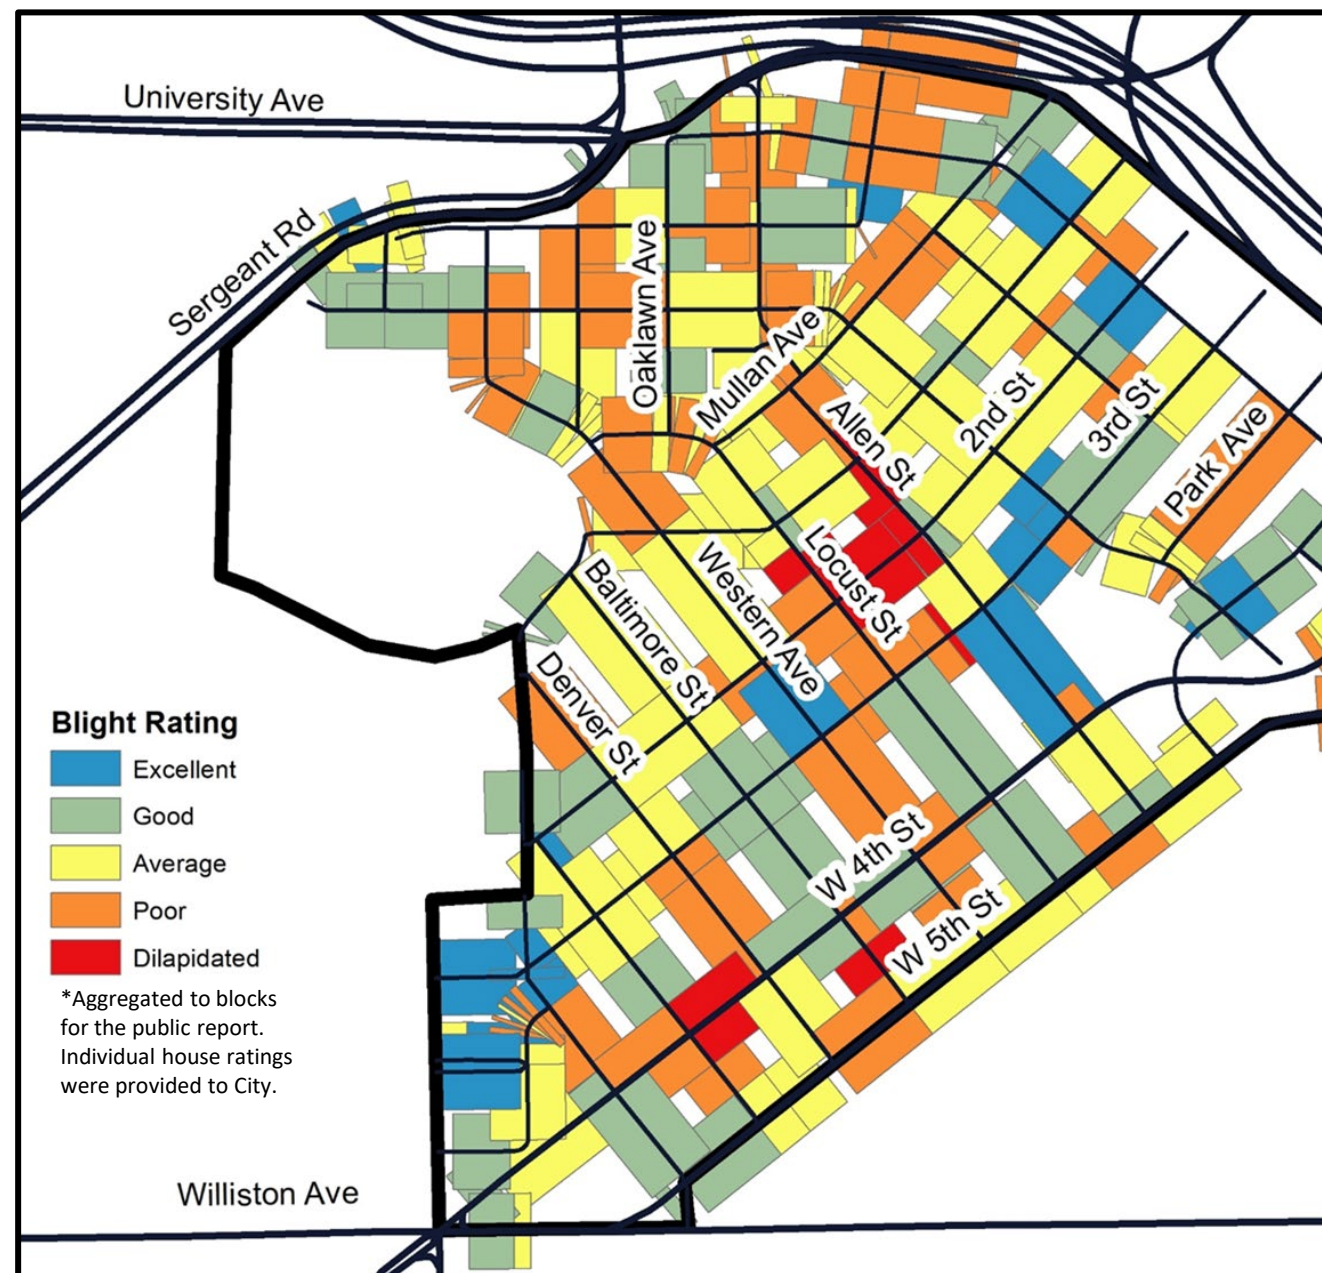 University Ave
Sergeant Rd
Oaklawn Ave
Mullan Ave
Allen St
2nd St
3rd St
Park Ave
Locust St
Western Ave
Baltimore St
Denver St
W 4th St
W 5th St
Blight Rating
Excellent
Good
Average
Poor
Dilapidated
*Aggregated to blocks
for the public report.
Individual house ratings
were provided to City.
Williston Ave